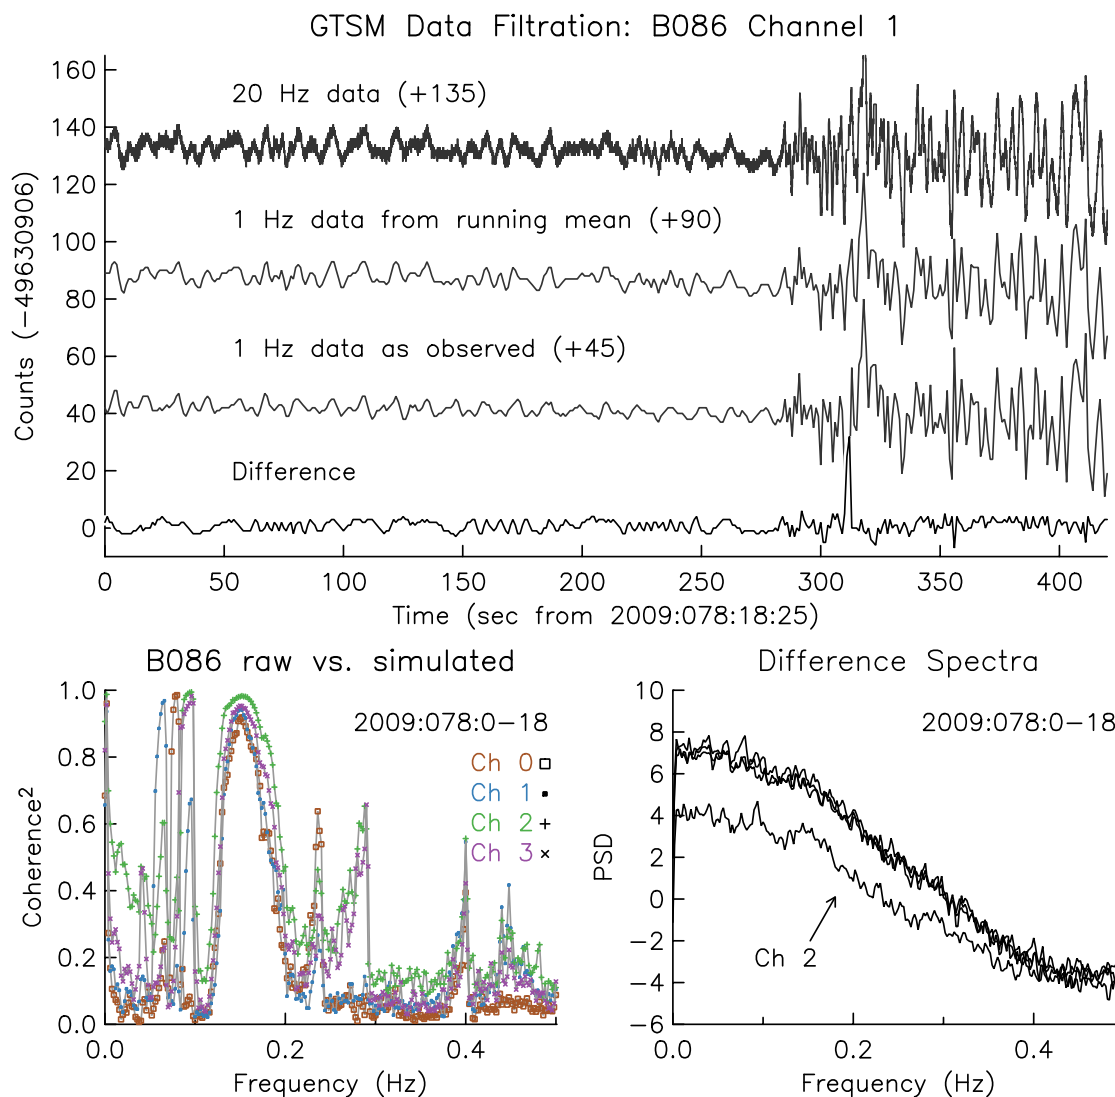 GTSM Data Filtration: B086 Channel 1
160
140
120
100
80
60
40
20
0
Counts (−49630906)
20 Hz data (+135)
1 Hz data from running mean (+90)
1 Hz data as observed (+45)
Difference
0 50 100 150 200 250 300 350 400
Time (sec from 2009:078:18:25)
B086 raw vs. simulated
1.0
0.8
0.6
0.4
0.2
0.0
Coherence²
2009:078:0−18
Ch 0
Ch 1
Ch 2
Ch 3
0.0 0.2 0.4
Frequency (Hz)
Difference Spectra
10
8
6
4
2
0
−2
−4
−6
PSD
2009:078:0−18
Ch 2
0.0 0.2 0.4
Frequency (Hz)